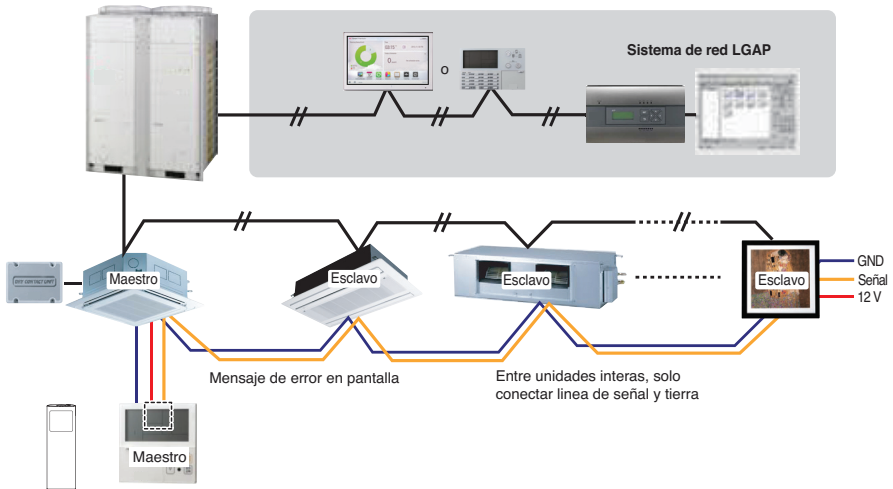 Sistema de red LGAP
o
Maestro
Esclavo
Esclavo
Esclavo
GND
Señal
12 V
Mensaje de error en pantalla
Entre unidades interas, solo
conectar linea de señal y tierra
Maestro